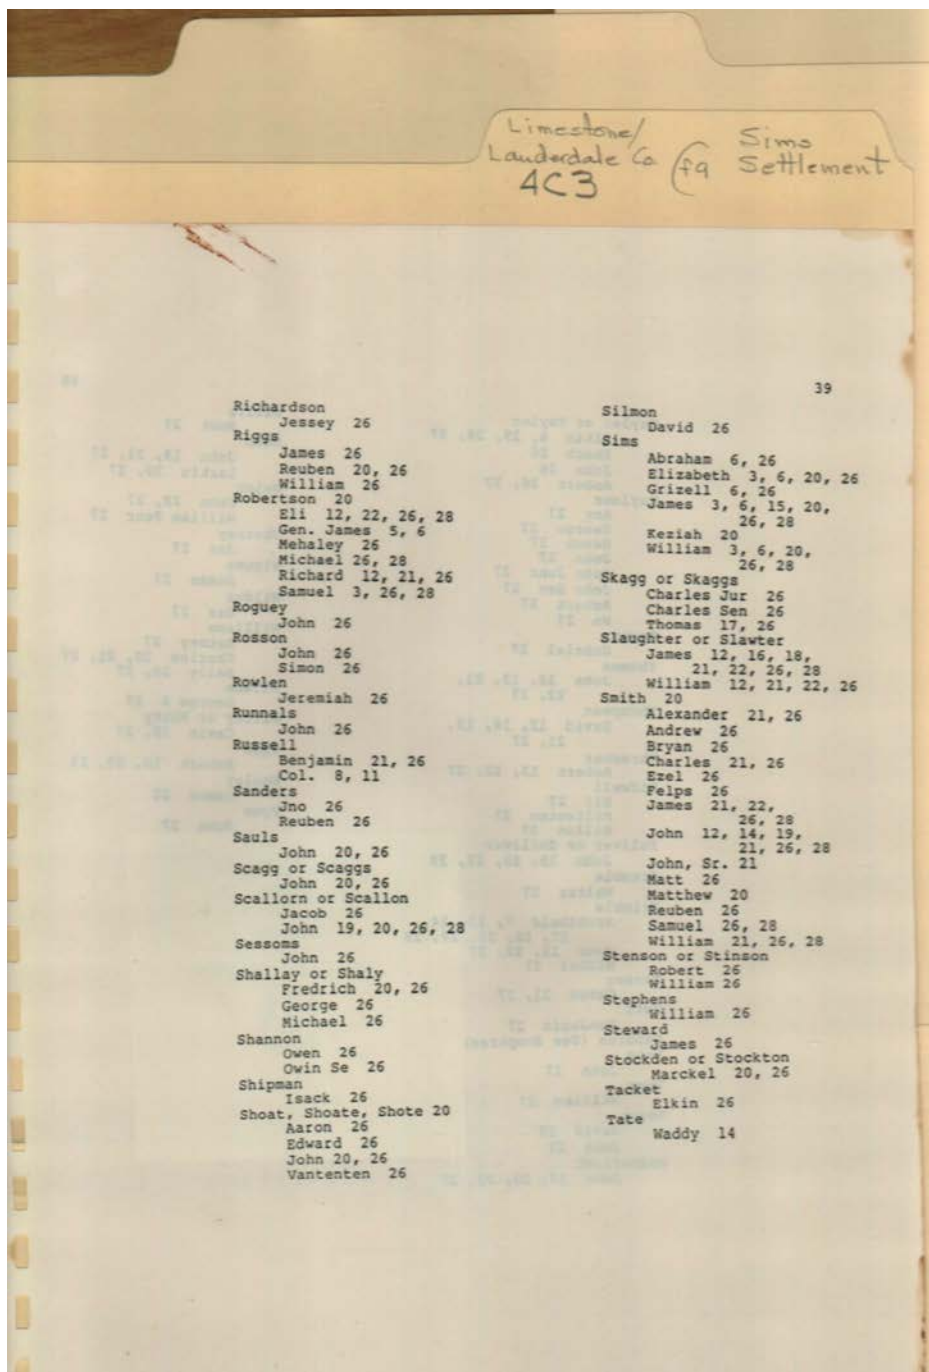 Limestone/
Lauderdale Co
4C3
f9
Sims
Settlement
39
Richardson
Jessey 26
Riggs
James 26
Reuben 20, 26
William 26
Robertson 20
Eli 12, 22, 26, 28
Gen. James 5, 6
Mehaley 26
Michael 26, 28
Richard 12, 21, 26
Samuel 3, 26, 28
Roguey
John 26
Rosson
John 26
Simon 26
Rowlen
Jeremiah 26
Runnals
John 26
Russell
Benjamin 21, 26
Col. 8, 11
Sanders
Jno 26
Reuben 26
Sauls
John 20, 26
Scagg or Scaggs
John 20, 26
Scallorn or Scallon
Jacob 26
John 19, 20, 26, 28
Sessoms
John 26
Shallay or Shaly
Fredrich 20, 26
George 26
Michael 26
Shannon
Owen 26
Owin Se 26
Shipman
Isack 26
Shoat, Shoate, Shote 20
Aaron 26
Edward 26
John 20, 26
Vantenten 26
Silmon
David 26
Sims
Abraham 6, 26
Elizabeth 3, 6, 20, 26
Grizell 6, 26
James 3, 6, 15, 20,
26, 28
Keziah 20
William 3, 6, 20,
26, 28
Skagg or Skaggs
Charles Jur 26
Charles Sen 26
Thomas 17, 26
Slaughter or Slawter
James 12, 16, 18,
21, 22, 26, 28
William 12, 21, 22, 26
Smith 20
Alexander 21, 26
Andrew 26
Bryan 26
Charles 21, 26
Ezel 26
Felps 26
James 21, 22,
26, 28
John 12, 14, 19,
21, 26, 28
John, Sr. 21
Matt 26
Matthew 20
Reuben 26
Samuel 26, 28
William 21, 26, 28
Stenson or Stinson
Robert 26
William 26
Stephens
William 26
Steward
James 26
Stockden or Stockton
Marckel 20, 26
Tacket
Elkin 26
Tate
Waddy 14